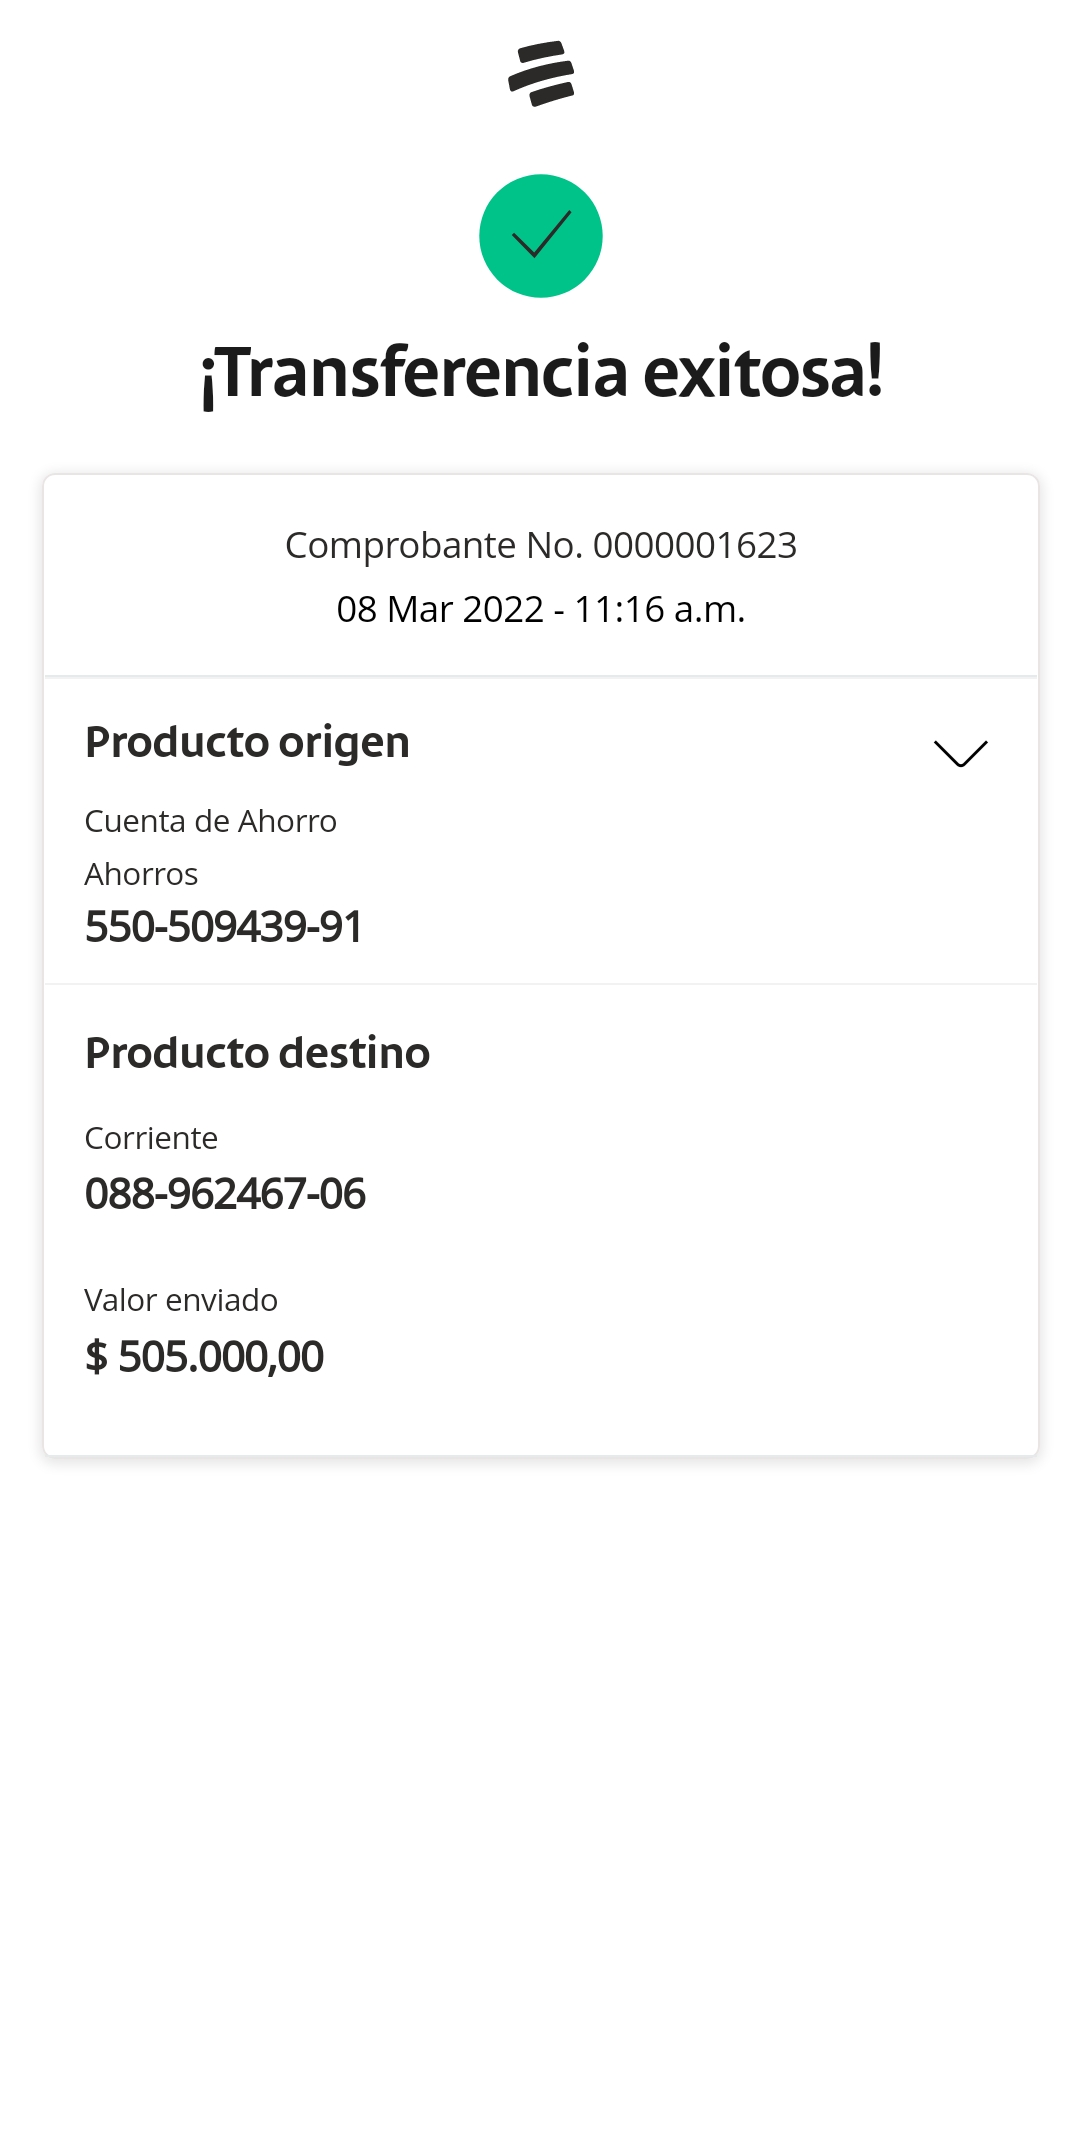 ¡Transferencia exitosa!
Comprobante No. 0000001623
08 Mar 2022 - 11:16 a.m.
Producto origen
Cuenta de Ahorro
Ahorros
550-509439-91
Producto destino
Corriente
088-962467-06
Valor enviado
$ 505.000,00